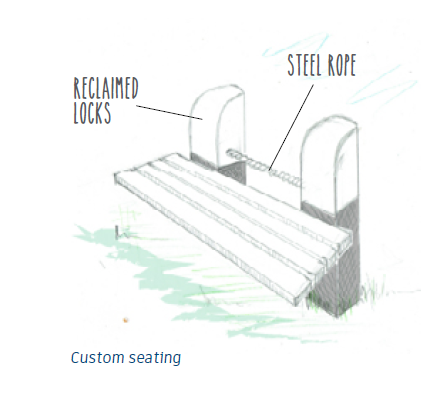 STEEL ROPE
RECLAIMED
LOCKS
Custom seating